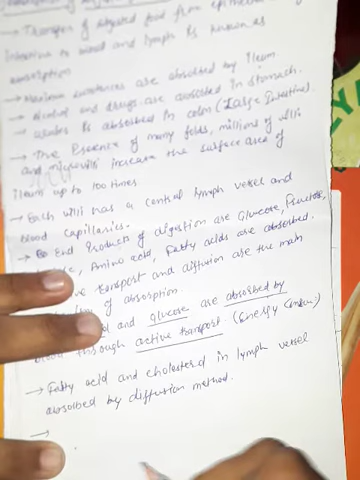 → Transfer of digested food from epithelium of
intestine to blood and lymph is known as
absorption
→ Maximum substances are absorbed by Ileum.
→ Alcohol and drugs are absorbed in stomach.
→ water is absorbed in colon (Large Intestine).
→ The Essence of many folds, millions of villi
and microvilli increase the surface area of
Ileum up to 100 times
→ Each villi has a central lymph vessel and
blood capillaries.
→ End Products of digestion are Glucose, Fructose,
Amino acid, Fatty acids are absorbed.
transport and diffusion are the main
of absorption
and glucose are absorbed by
through active transport. (Energy
→ Fatty acid and cholesterol in lymph vessel
absorbed by diffusion method.
→